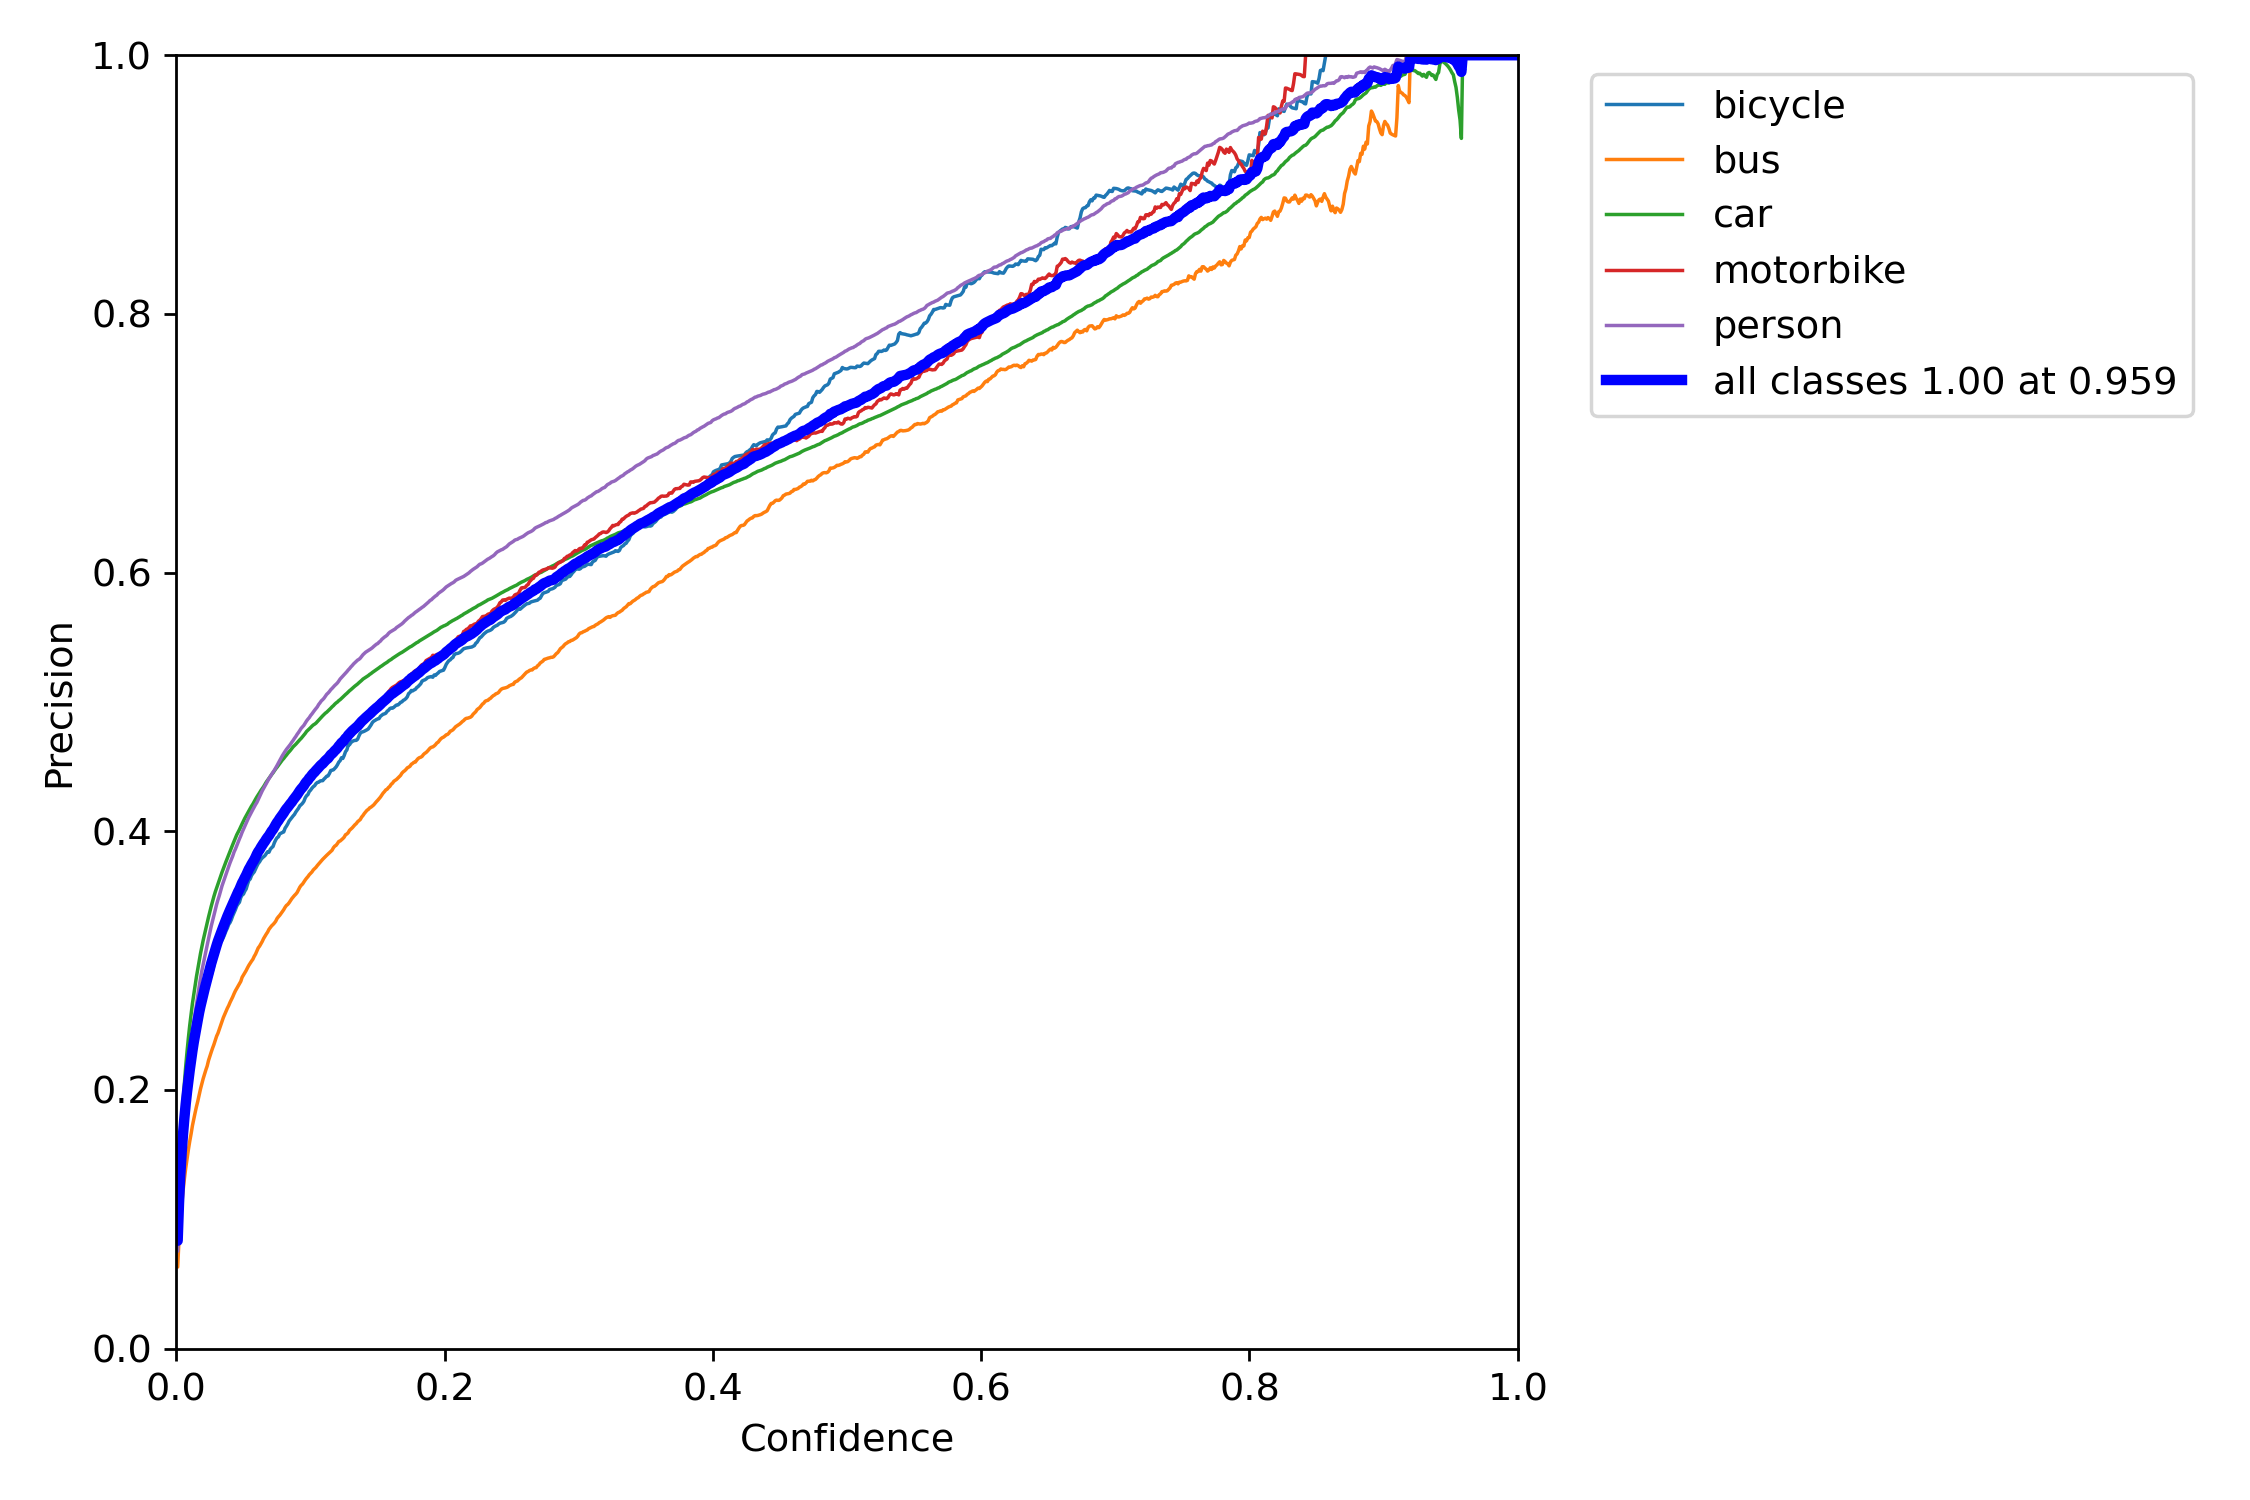 1.0
0.8
0.6
0.4
0.2
0.0
Precision
0.0 0.2 0.4 0.6 0.8 1.0
Confidence
bicycle
bus
car
motorbike
person
all classes 1.00 at 0.959